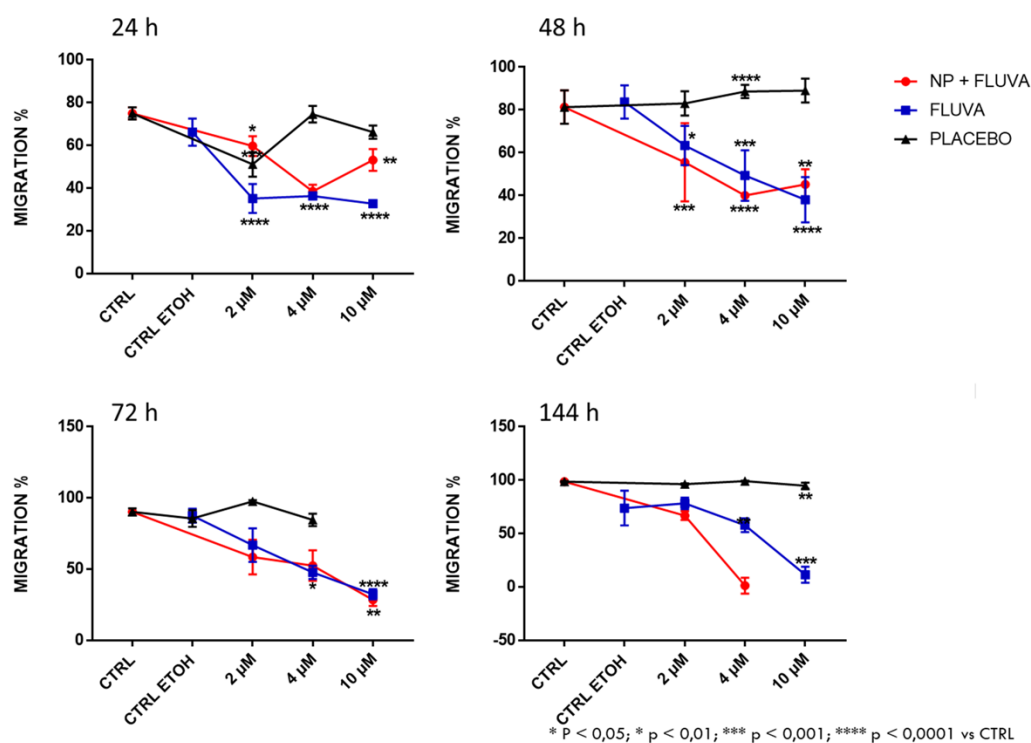 24 h
MIGRATION %
100
80
60
40
20
0
*
***
****
****
**
****
CTRL
CTRL ETOH
2 µM
4 µM
10 µM
48 h
MIGRATION %
100
80
60
40
20
0
****
*
***
**
***
****
****
CTRL
CTRL ETOH
2 µM
4 µM
10 µM
NP + FLUVA
FLUVA
PLACEBO
72 h
MIGRATION %
150
100
50
0
****
*
**
CTRL
CTRL ETOH
2 µM
4 µM
10 µM
144 h
MIGRATION %
150
100
50
0
-50
**
***
CTRL
CTRL ETOH
2 µM
4 µM
10 µM
* P < 0,05; * p < 0,01; *** p < 0,001; **** p < 0,0001 vs CTRL